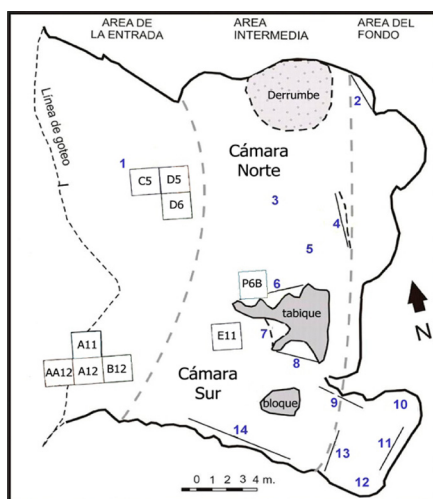 AREA DE
LA ENTRADA
AREA
INTERMEDIA
AREA DEL
FONDO
Línea de goteo
Derrumbe
2
Cámara
Norte
1
C5
D5
D6
3
4
5
P6B
6
tabique
E11
7
8
N
A11
AA12
A12
B12
Cámara
Sur
bloque
9
10
11
14
13
12
0 1 2 3 4 m.